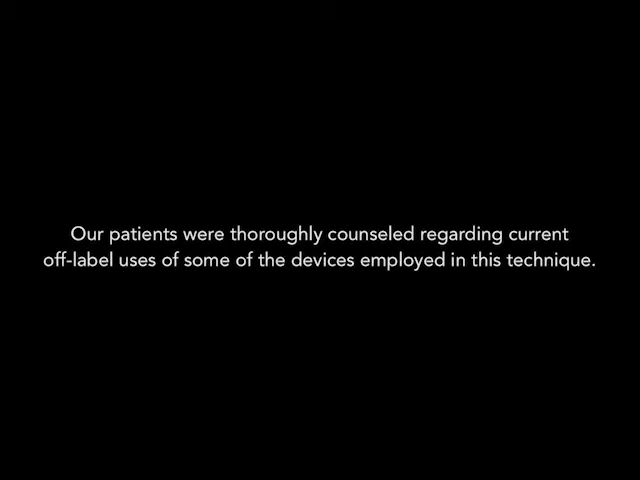 Our patients were thoroughly counseled regarding current
off-label uses of some of the devices employed in this technique.